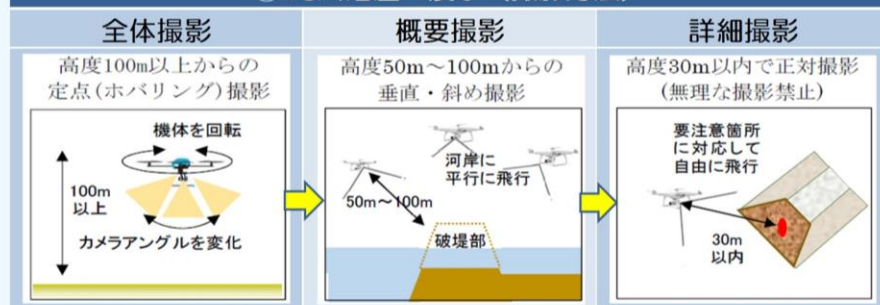 全体撮影
概要撮影
詳細撮影
高度100m以上からの
定点(ホバリング)撮影
高度50m～100mからの
垂直・斜め撮影
高度30m以内で正対撮影
(無理な撮影禁止)
機体を回転
100m
以上
カメラアングルを変化
河岸に
平行に飛行
50m～100m
破堤部
要注意箇所
に対応して
自由に飛行
30m
以内